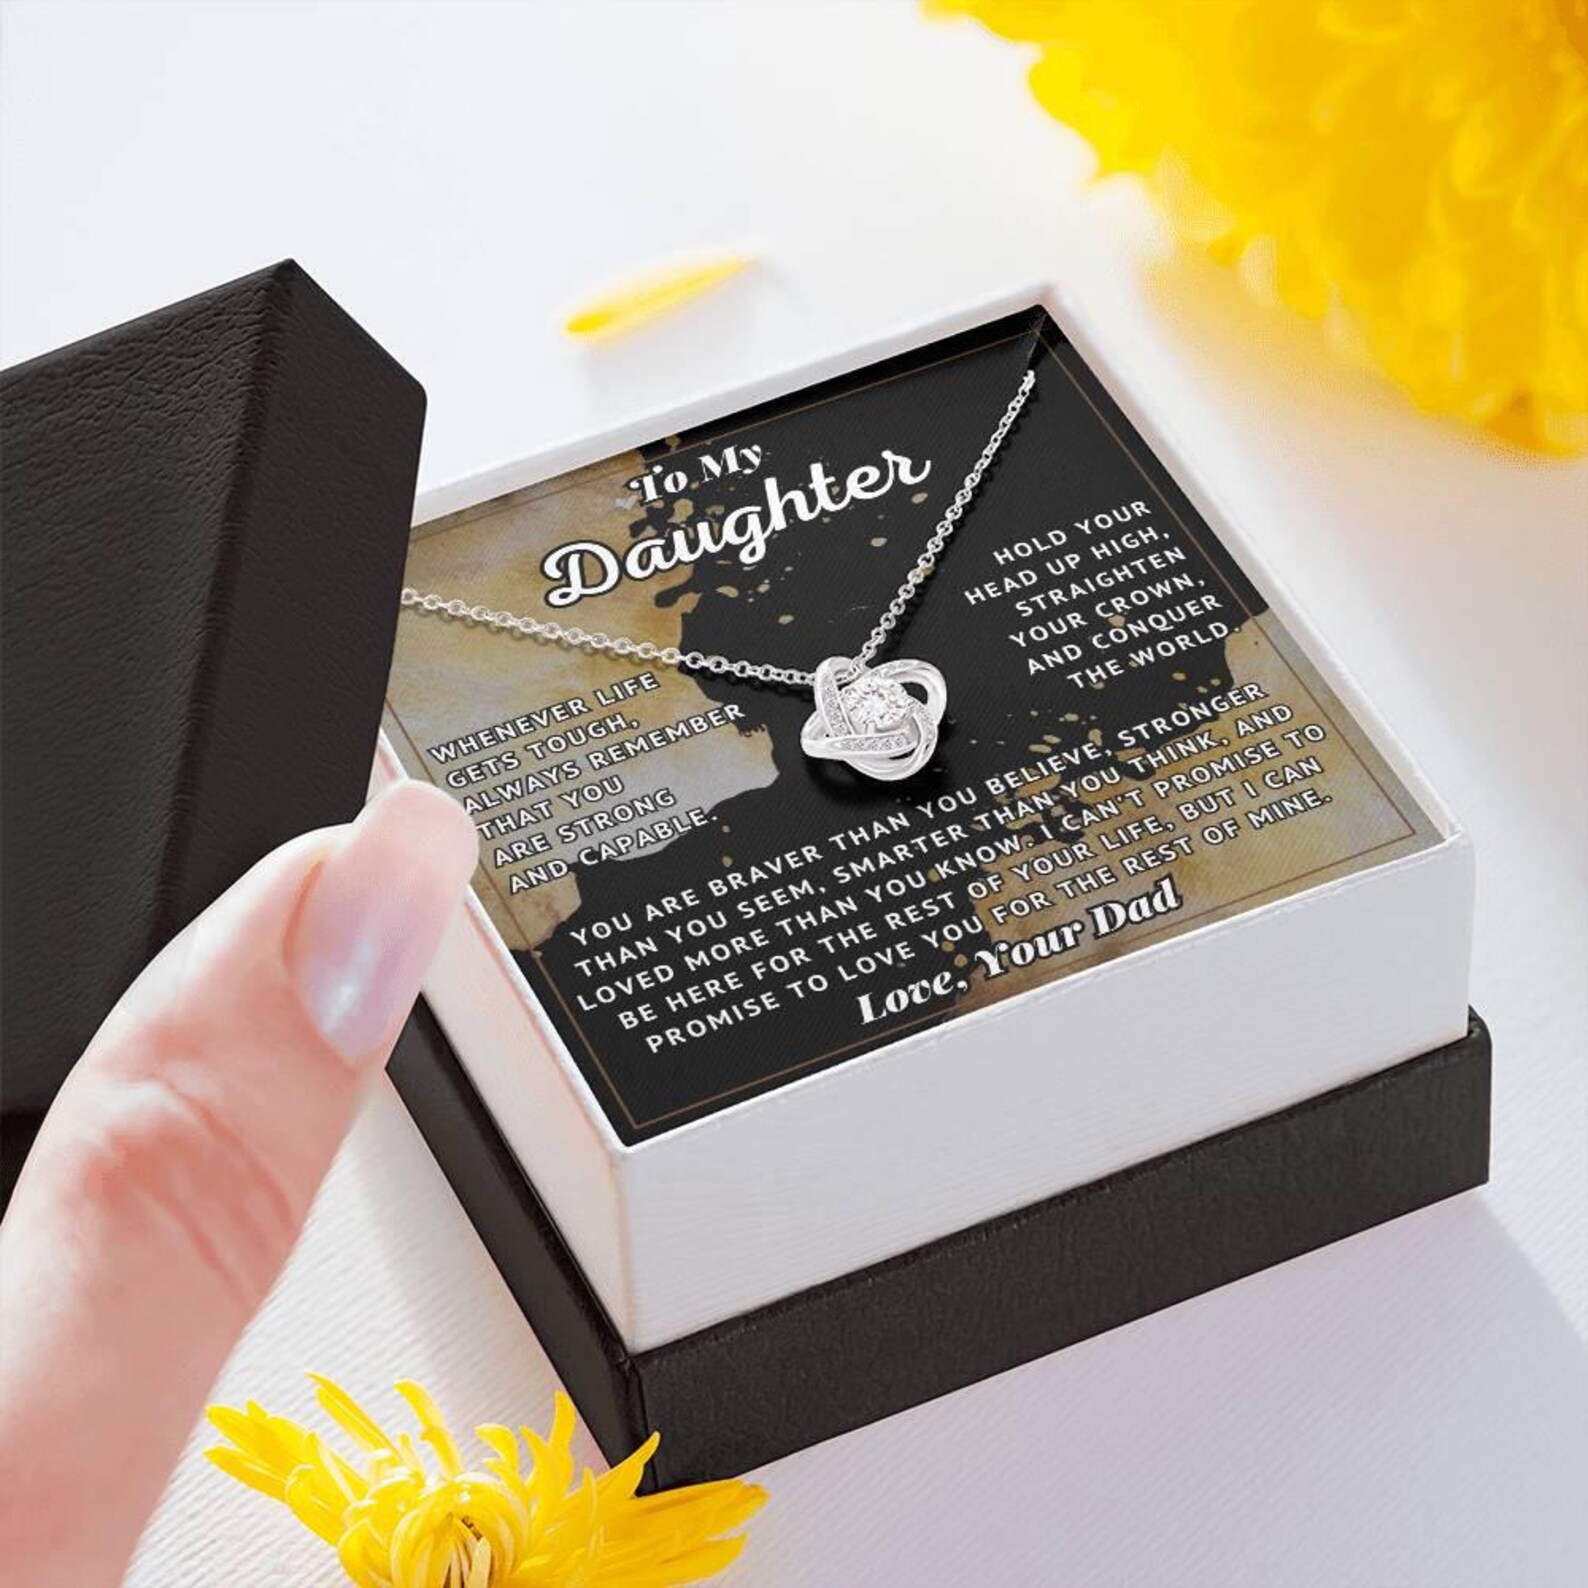 To My
Daughter
HOLD YOUR
HEAD UP HIGH,
STRAIGHTEN
YOUR CROWN,
AND CONQUER
THE WORLD.
WHENEVER LIFE
GETS TOUGH,
ALWAYS REMEMBER
THAT YOU
ARE STRONG
AND CAPABLE.
YOU ARE BRAVER THAN YOU BELIEVE, STRONGER
THAN YOU SEEM, SMARTER THAN YOU THINK, AND
LOVED MORE THAN YOU KNOW. I CAN'T PROMISE TO
BE HERE FOR THE REST OF YOUR LIFE, BUT I CAN
PROMISE TO LOVE YOU FOR THE REST OF MINE.
Love, Your Dad